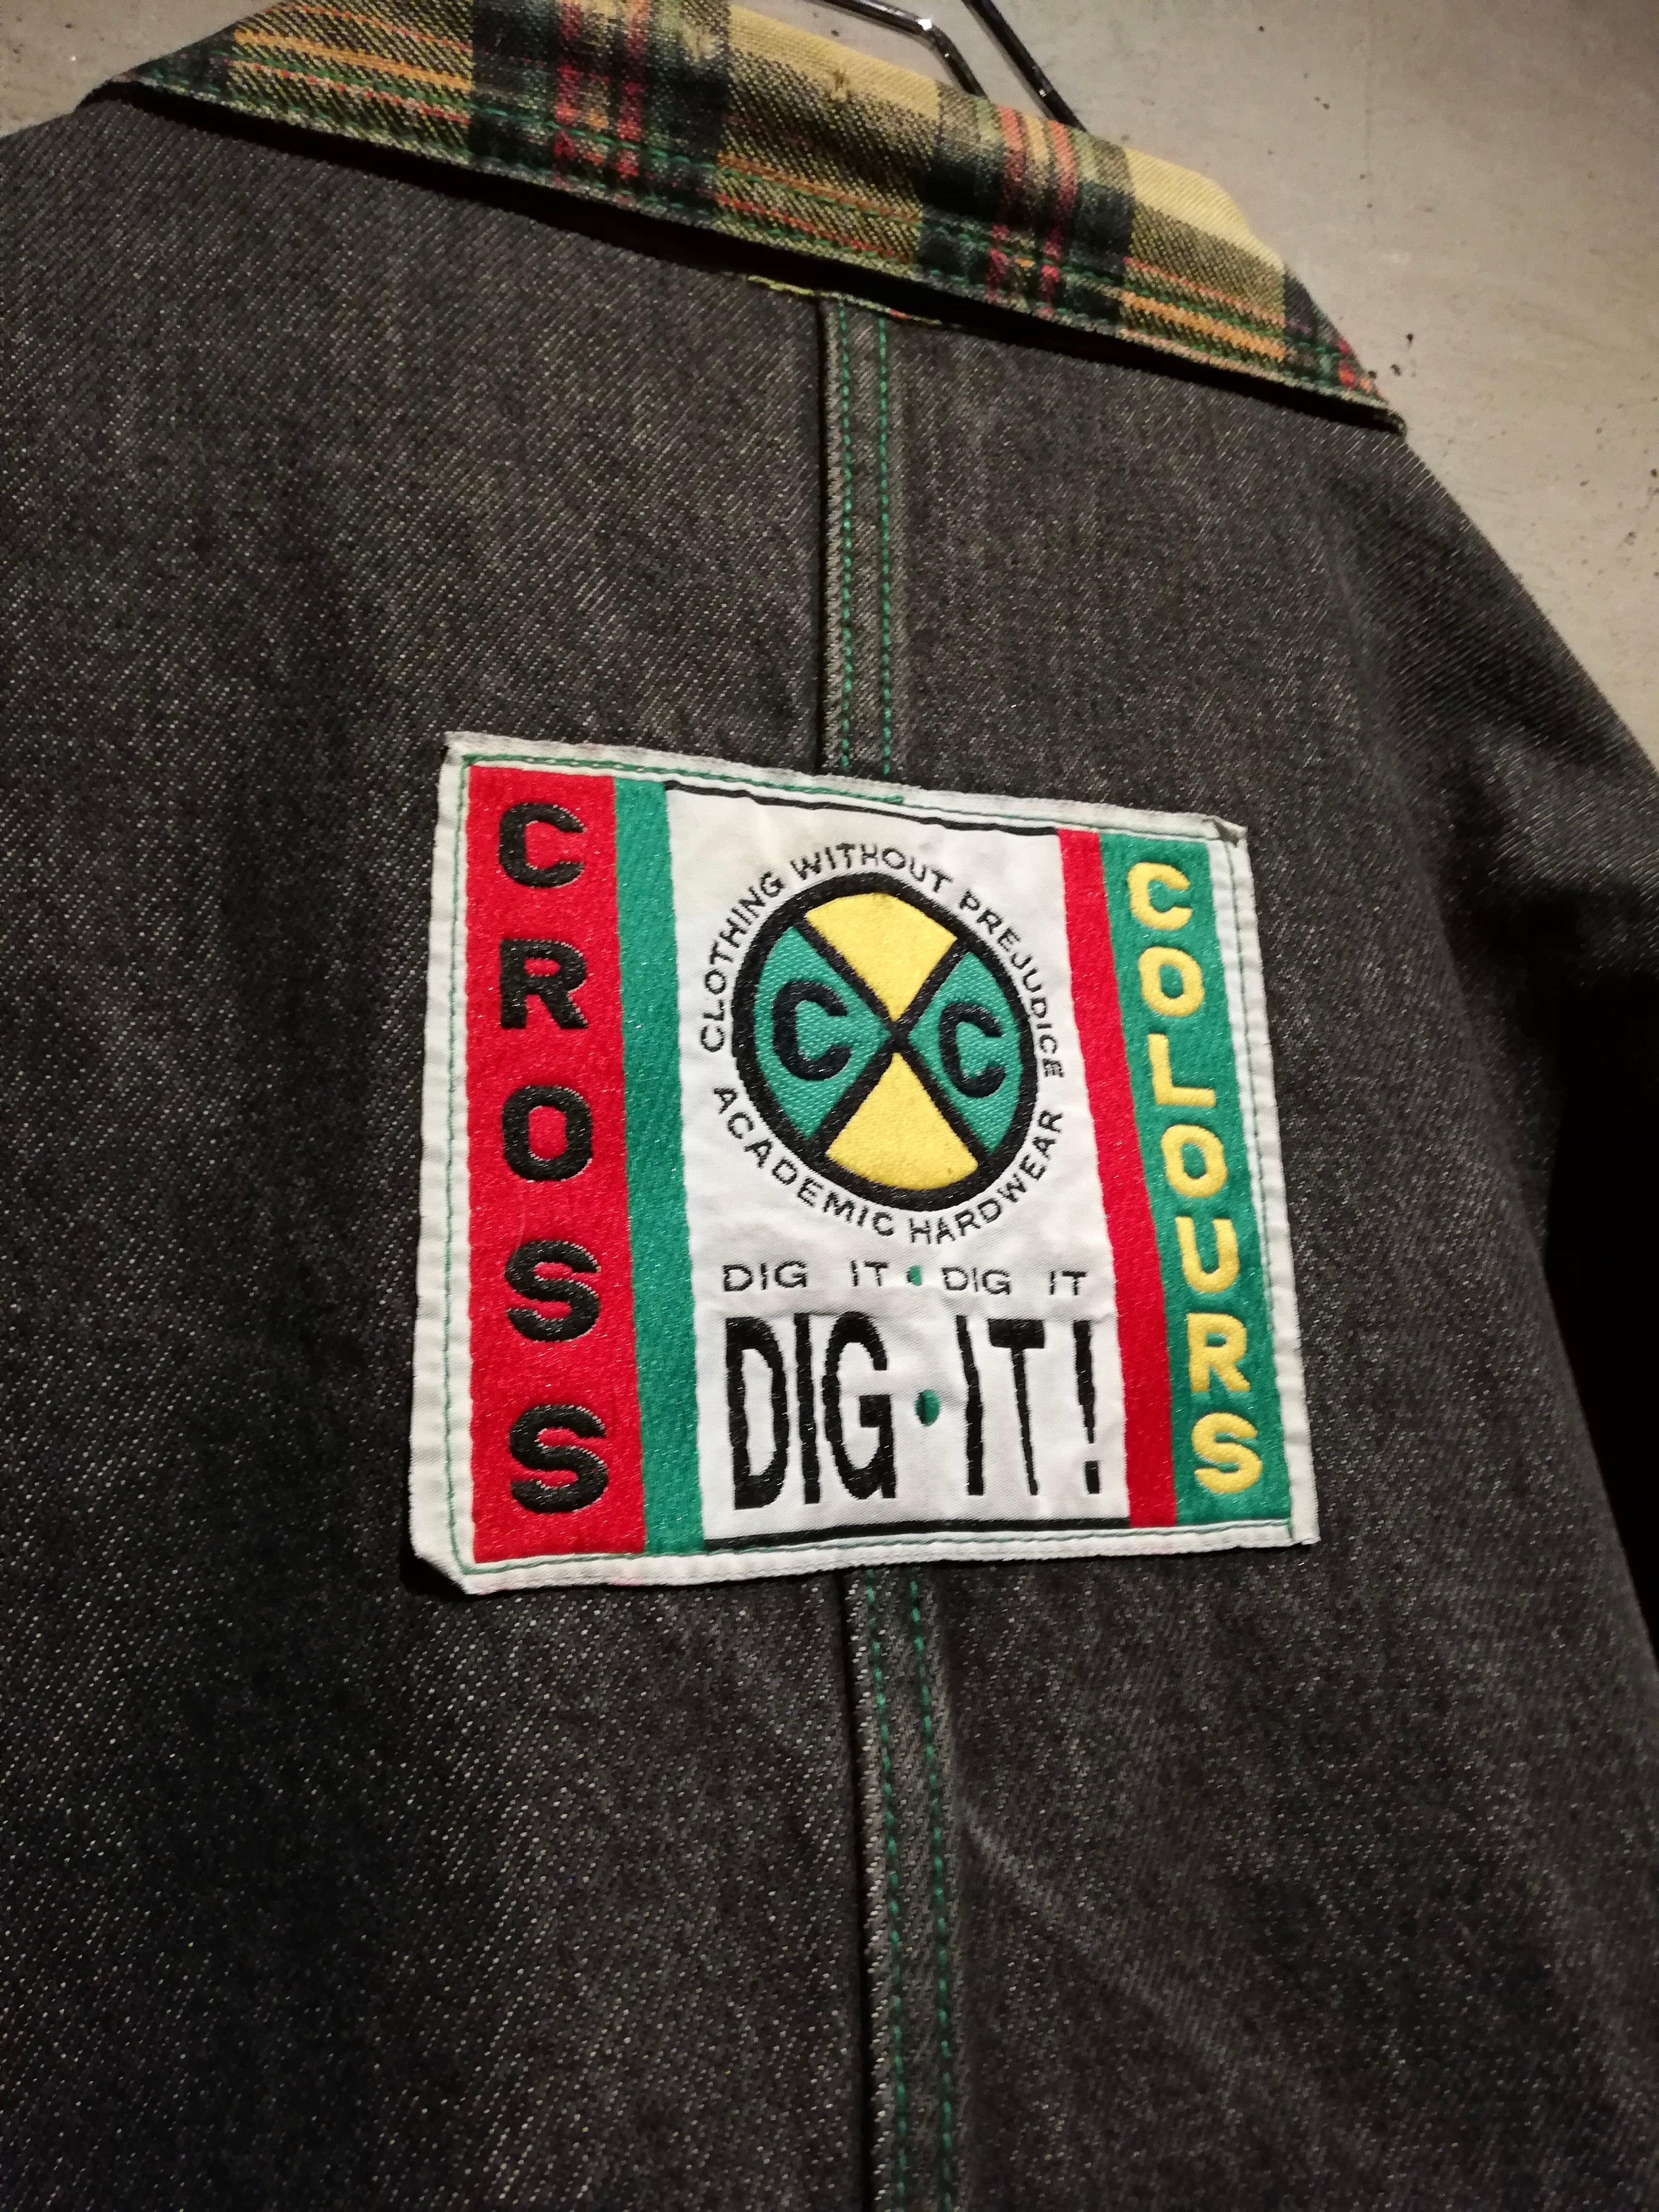 CROSS
CLOTHING WITHOUT PREJUDICE
C C
ACADEMIC HARDWEAR
DIG IT • DIG IT
DIG • IT!
COLOURS